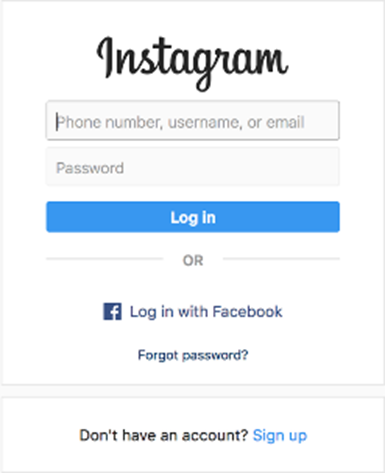 Instagram
Phone number, username, or email
Password
Log in
OR
Log in with Facebook
Forgot password?
Don't have an account? Sign up